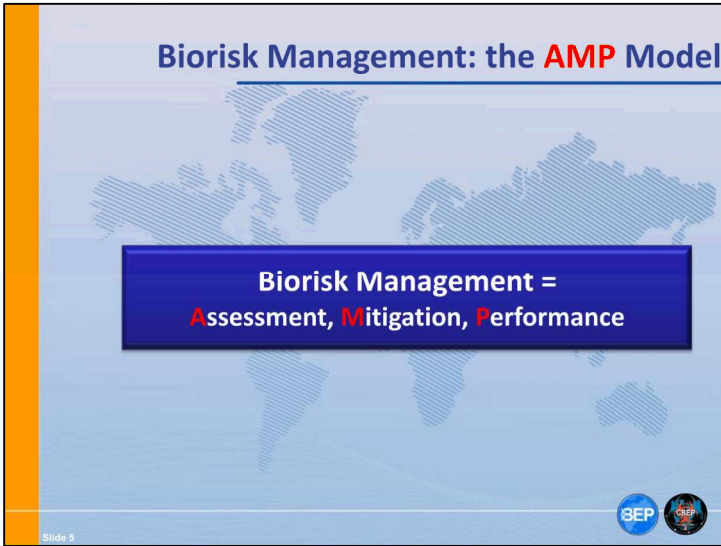 Biorisk Management: the AMP Model
Biorisk Management =
Assessment, Mitigation, Performance
Slide 5
BEP
CBEP